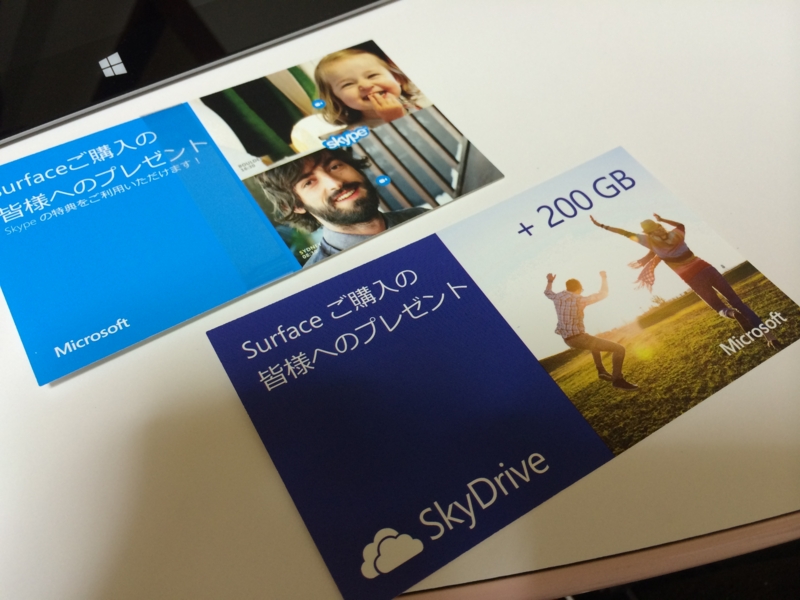 Surfaceご購入の
皆様へのプレゼント
Skype の特典をご利用いただけます！
Microsoft
skype
+ 200 GB
Surface ご購入の
皆様へのプレゼント
Microsoft
SkyDrive